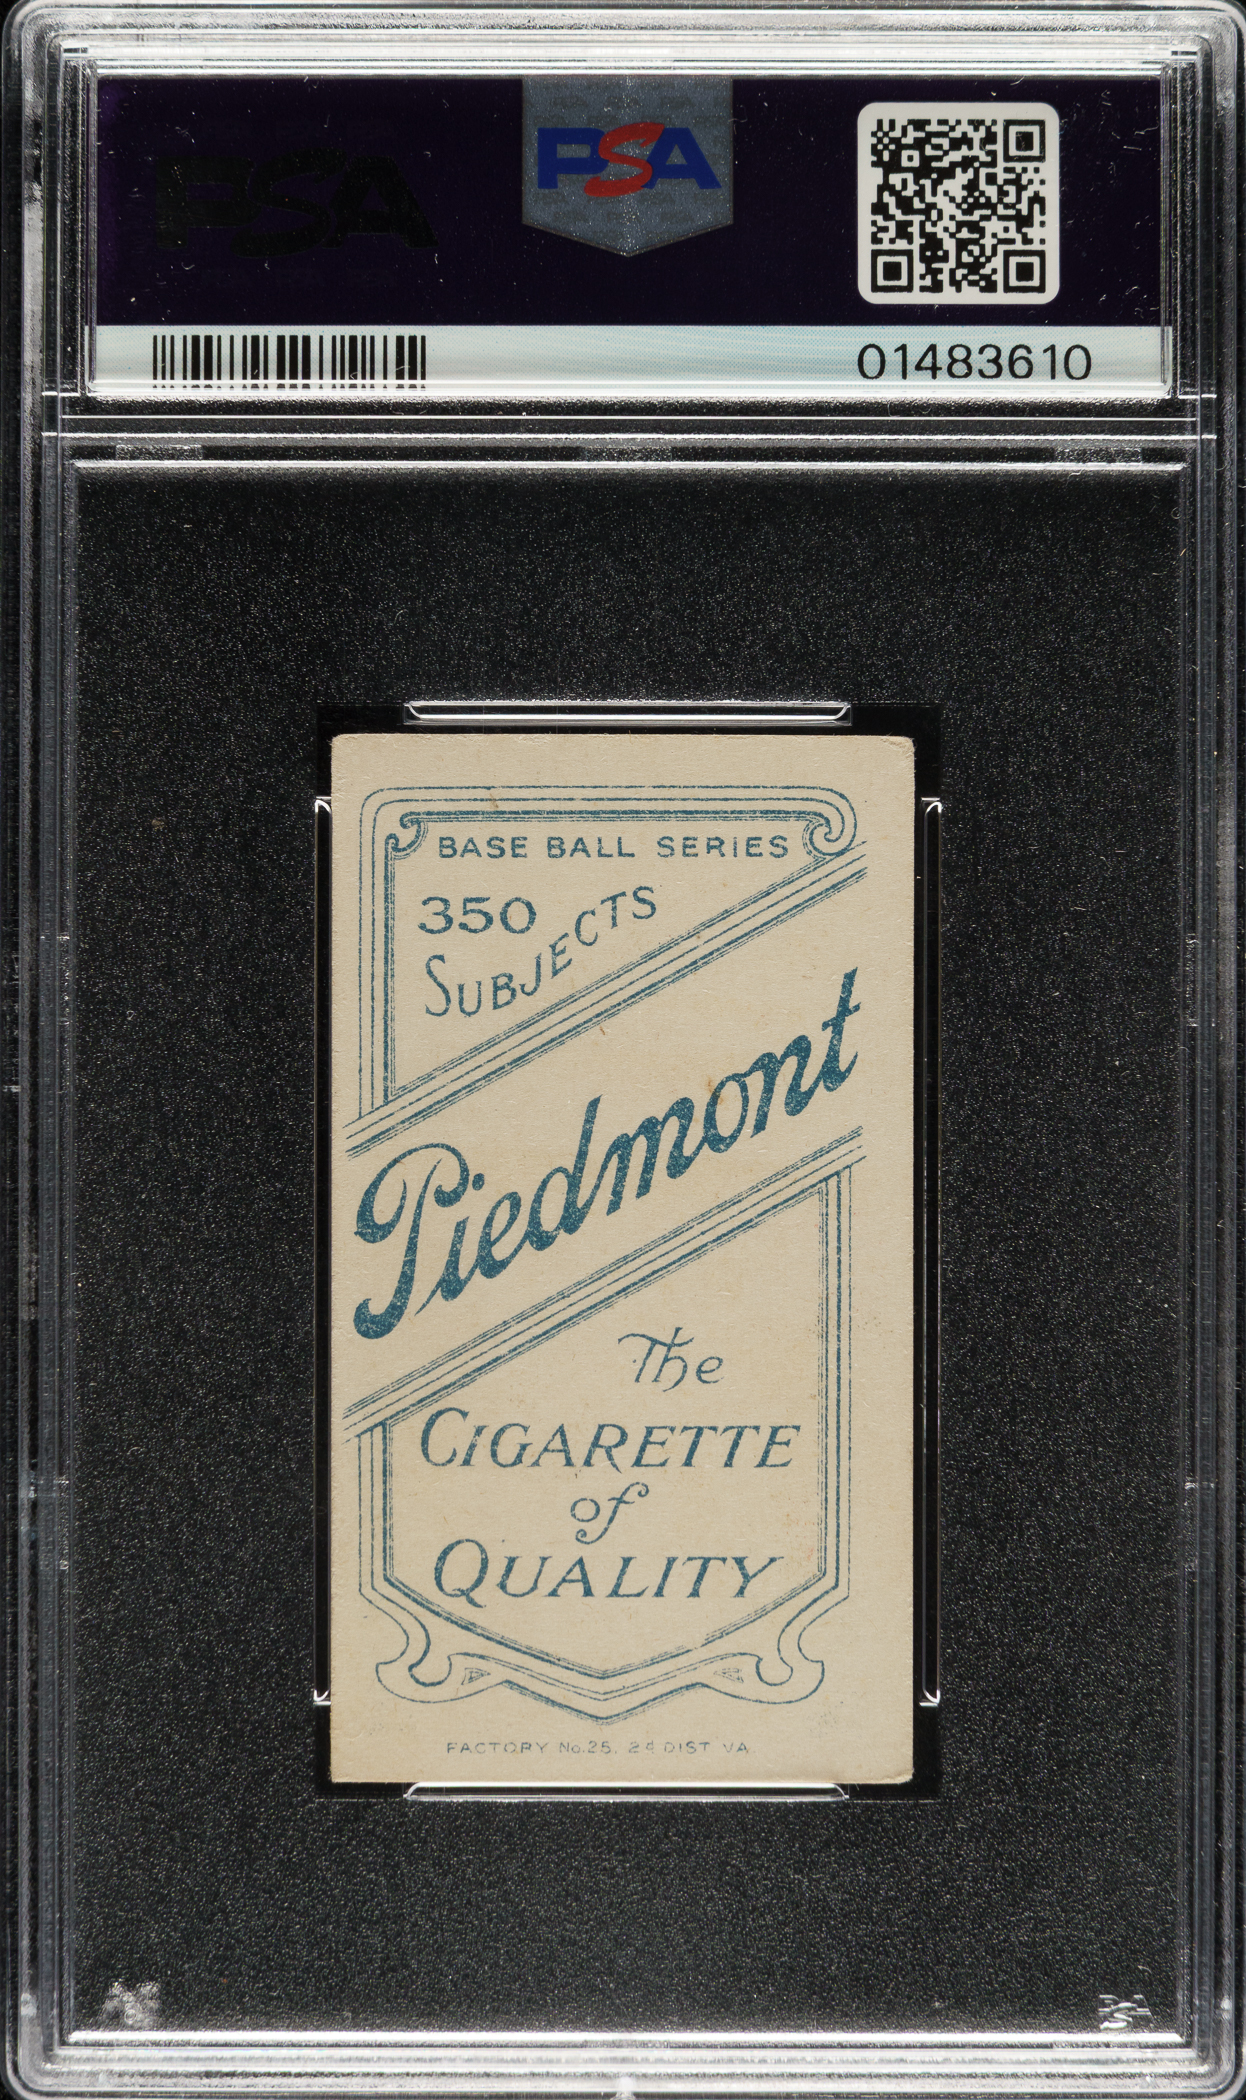 PSA
PSA
01483610
BASE BALL SERIES
350
SUBJECTS
Piedmont
The
CIGARETTE
of
QUALITY
FACTORY No.25, 2d DIST VA.
PSA